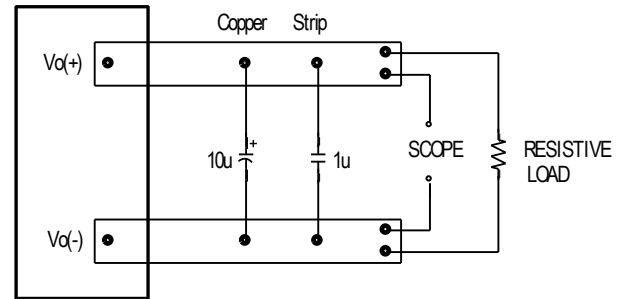 Copper Strip
Vo(+)
10u
+
1u
SCOPE
RESISTIVE
LOAD
Vo(-)